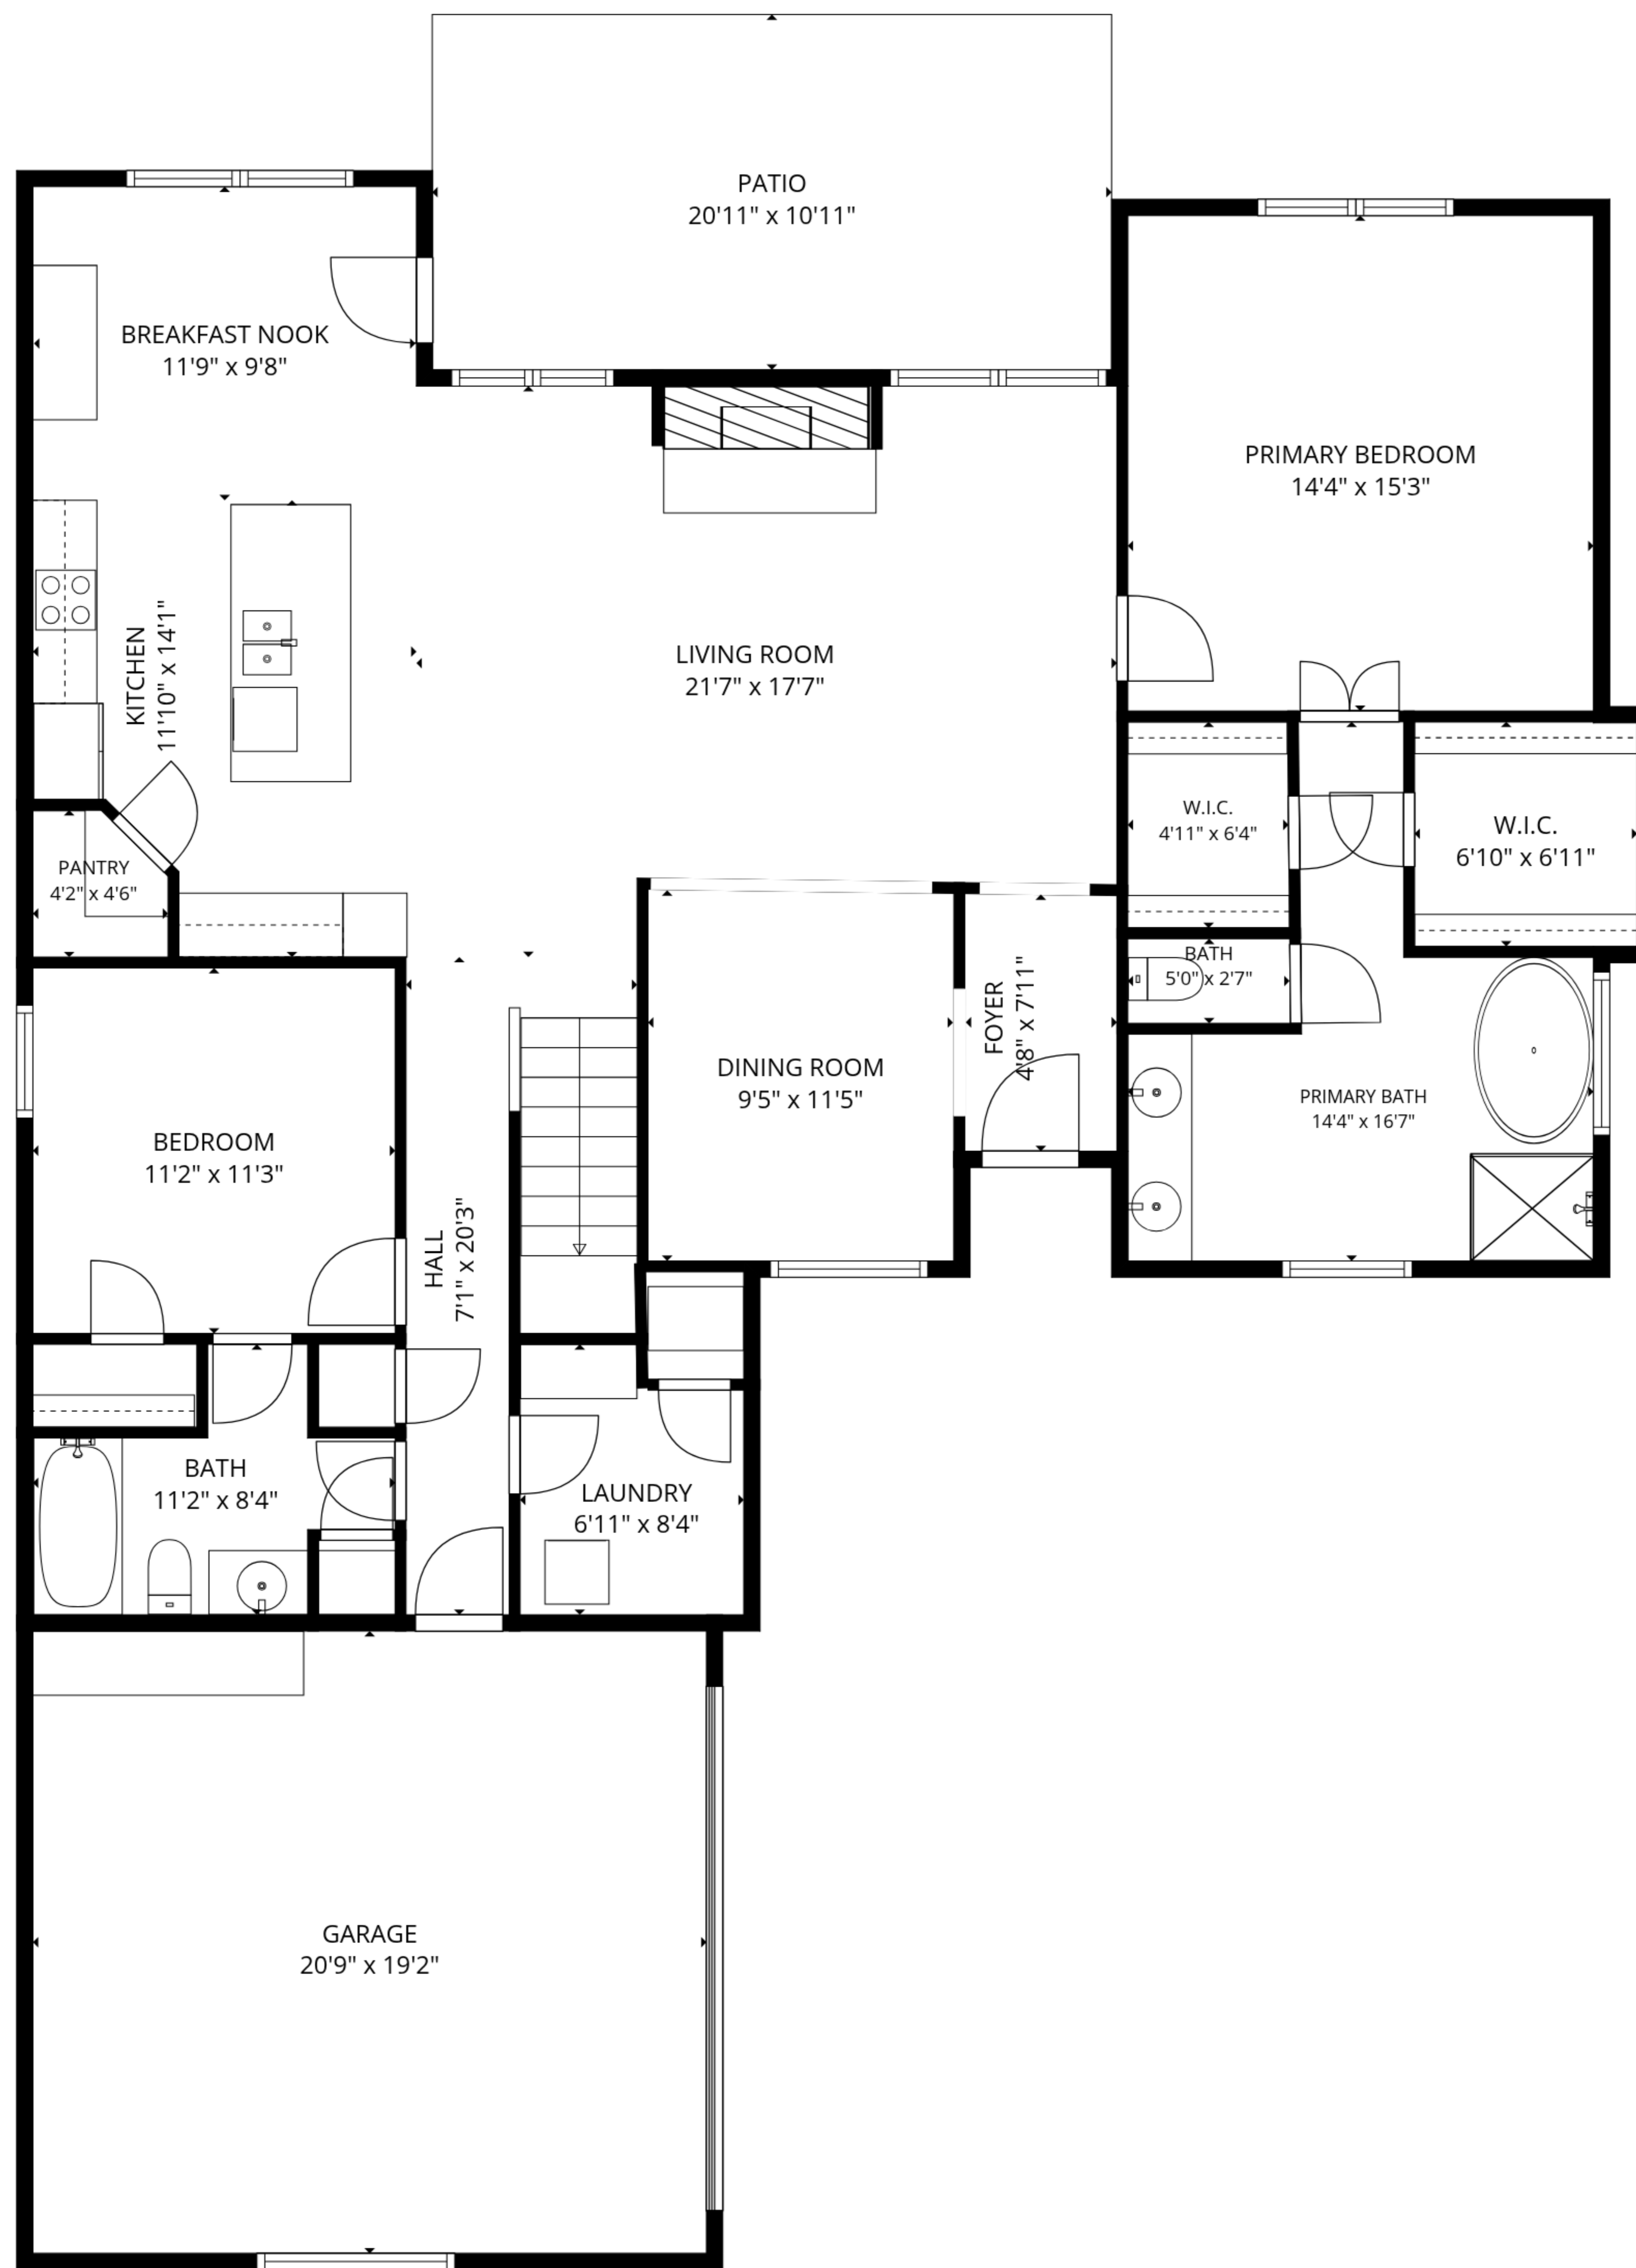 PATIO
20'11" x 10'11"
BREAKFAST NOOK
11'9" x 9'8"
PRIMARY BEDROOM
14'4" x 15'3"
KITCHEN
11'10" x 14'1"
LIVING ROOM
21'7" x 17'7"
W.I.C.
4'11" x 6'4"
W.I.C.
6'10" x 6'11"
PANTRY
4'2" x 4'6"
BATH
5'0" x 2'7"
FOYER
4'8" x 7'11"
DINING ROOM
9'5" x 11'5"
PRIMARY BATH
14'4" x 16'7"
BEDROOM
11'2" x 11'3"
HALL
7'1" x 20'3"
BATH
11'2" x 8'4"
LAUNDRY
6'11" x 8'4"
GARAGE
20'9" x 19'2"